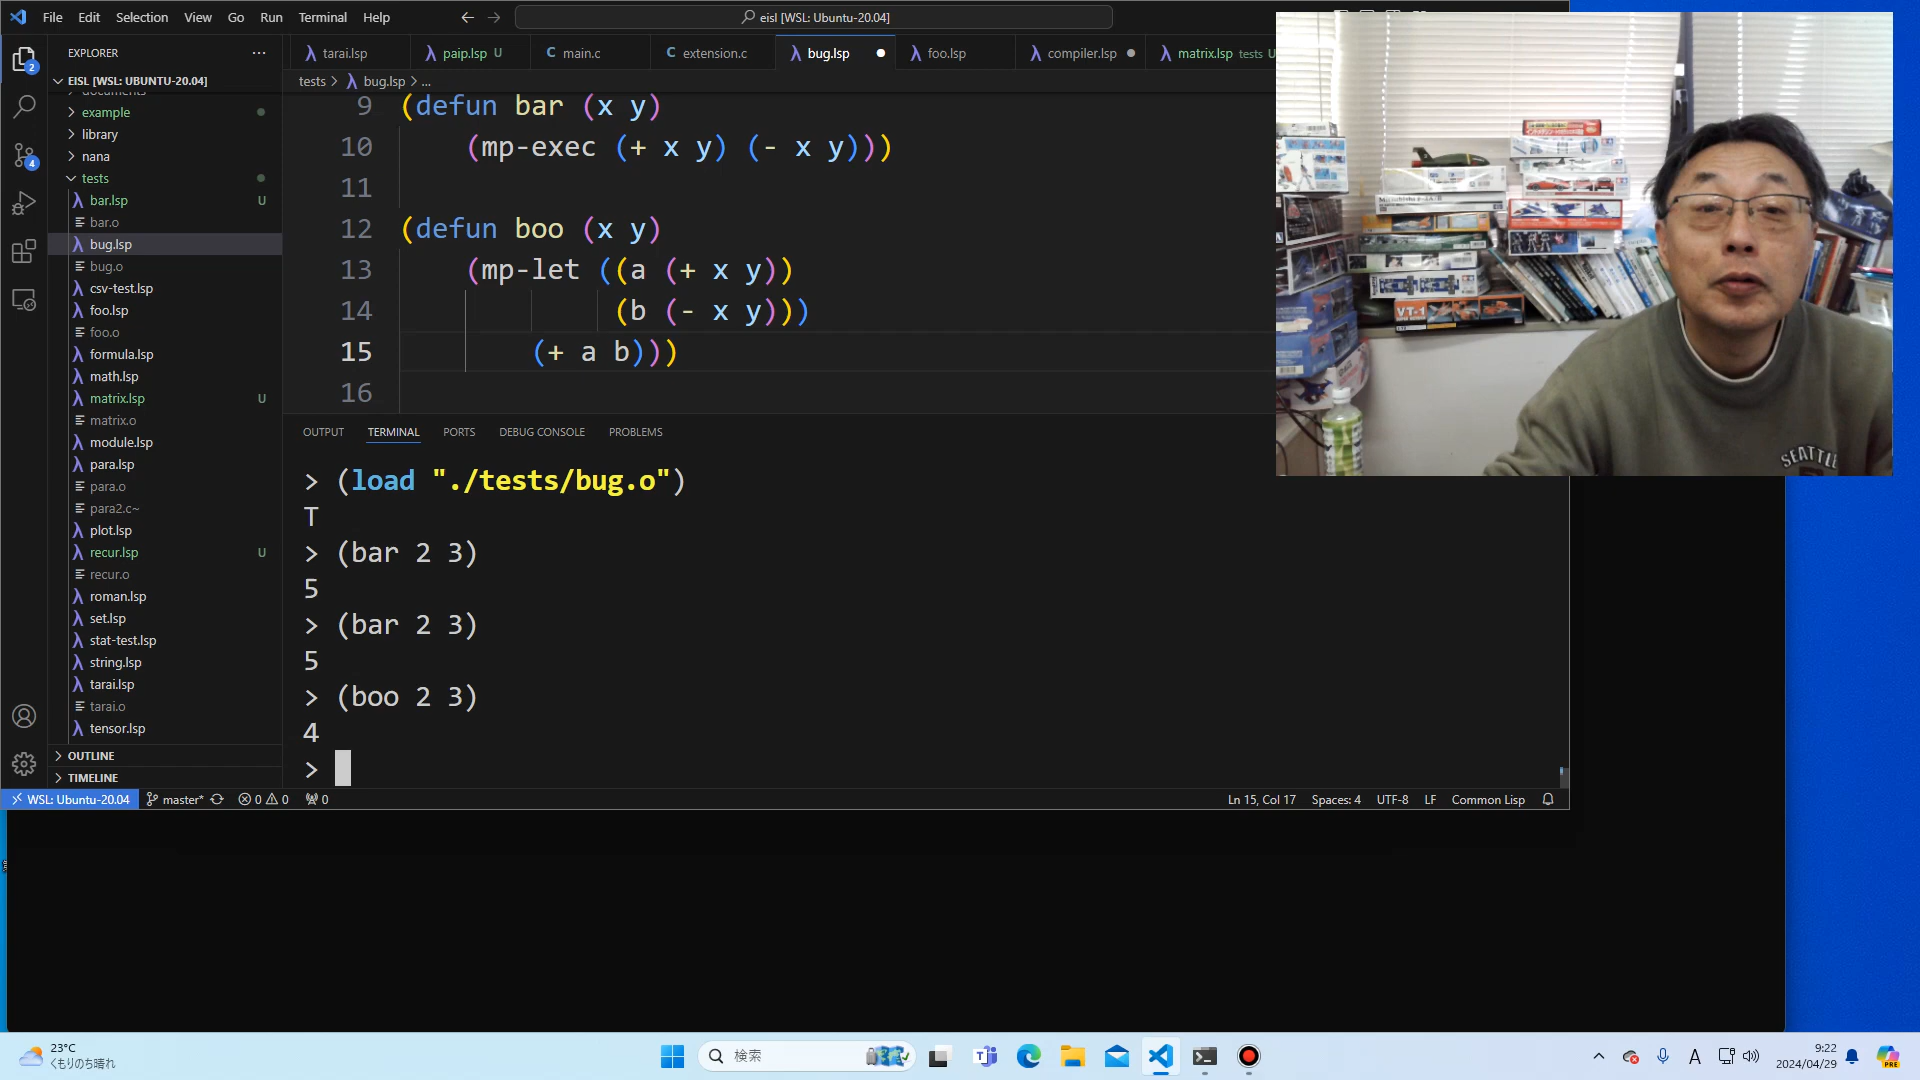 File Edit Selection View Go Run Terminal Help
eisl [WSL: Ubuntu-20.04]
EXPLORER
tarai.lsp
paip.lsp U
C main.c
C extension.c
bug.lsp
foo.lsp
compiler.lsp
matrix.lsp tests U
EISL [WSL: UBUNTU-20.04]
tests > bug.lsp > ...
documents
example
library
nana
tests
bar.lsp U
bar.o
bug.lsp
bug.o
csv-test.lsp
foo.lsp
foo.o
formula.lsp
math.lsp
matrix.lsp U
matrix.o
module.lsp
para.lsp
para.o
para2.c~
plot.lsp
recur.lsp U
recur.o
roman.lsp
set.lsp
stat-test.lsp
string.lsp
tarai.lsp
tarai.o
tensor.lsp
OUTLINE
TIMELINE
2
4
9 (defun bar (x y)
10 (mp-exec (+ x y) (- x y)))
11
12 (defun boo (x y)
13 (mp-let ((a (+ x y))
14 (b (- x y)))
15 (+ a b)))
16
OUTPUT TERMINAL PORTS DEBUG CONSOLE PROBLEMS
> (load "./tests/bug.o")
T
> (bar 2 3)
5
> (bar 2 3)
5
> (boo 2 3)
4
>
WSL: Ubuntu-20.04 master* 0 0 0
Ln 15, Col 17 Spaces: 4 UTF-8 LF Common Lisp
VT-1
SEATTLE
23°C
くもりのち晴れ
検索
A
9:22
2024/04/29
PRE